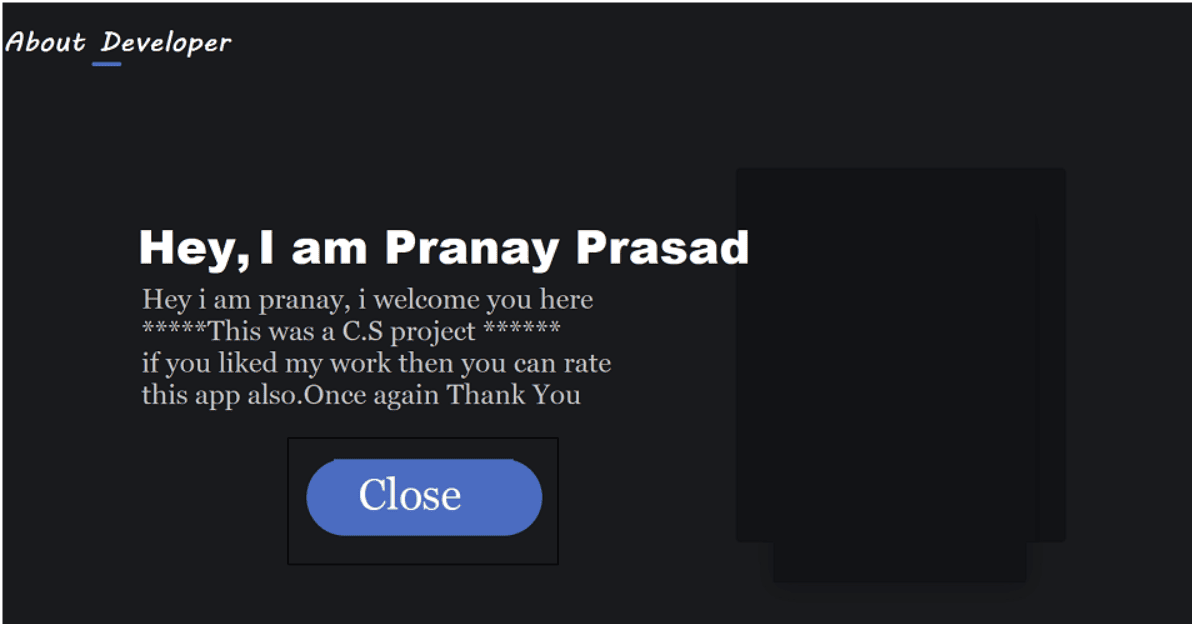 About Developer
Hey, I am Pranay Prasad
Hey i am pranay, i welcome you here
*****This was a C.S project ******
if you liked my work then you can rate
this app also.Once again Thank You
Close